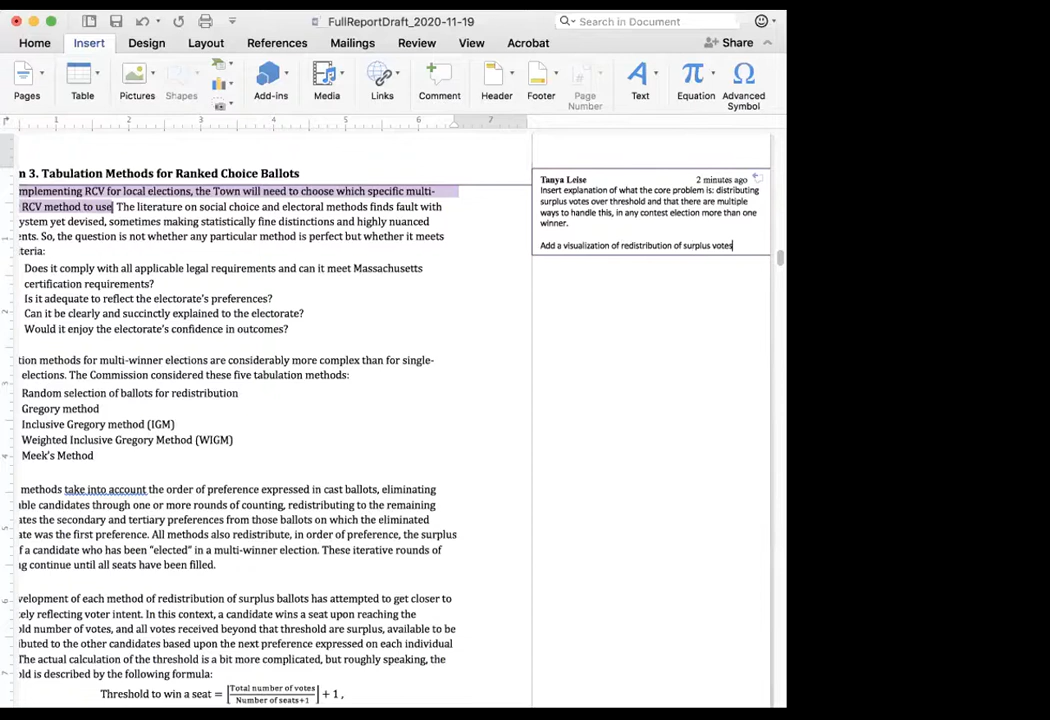 FullReportDraft_2020-11-19
Search in Document
Home Insert Design Layout References Mailings Review View Acrobat
Share
Pages Table Pictures Shapes Add-ins Media Links Comment Header Footer Page Number Text Equation Advanced Symbol
1 2 3 4 5 6 7
n 3. Tabulation Methods for Ranked Choice Ballots
mplementing RCV for local elections, the Town will need to choose which specific multi-
RCV method to use The literature on social choice and electoral methods finds fault with
ystem yet devised, sometimes making statistically fine distinctions and highly nuanced
nts. So, the question is not whether any particular method is perfect but whether it meets
teria:
Does it comply with all applicable legal requirements and can it meet Massachusetts
certification requirements?
Is it adequate to reflect the electorate's preferences?
Can it be clearly and succinctly explained to the electorate?
Would it enjoy the electorate's confidence in outcomes?
tion methods for multi-winner elections are considerably more complex than for single-
elections. The Commission considered these five tabulation methods:
Random selection of ballots for redistribution
Gregory method
Inclusive Gregory method (IGM)
Weighted Inclusive Gregory Method (WIGM)
Meek's Method
methods take into account the order of preference expressed in cast ballots, eliminating
ble candidates through one or more rounds of counting, redistributing to the remaining
ates the secondary and tertiary preferences from those ballots on which the eliminated
ate was the first preference. All methods also redistribute, in order of preference, the surplus
f a candidate who has been "elected" in a multi-winner election. These iterative rounds of
g continue until all seats have been filled.
velopment of each method of redistribution of surplus ballots has attempted to get closer to
ely reflecting voter intent. In this context, a candidate wins a seat upon reaching the
old number of votes, and all votes received beyond that threshold are surplus, available to be
ibuted to the other candidates based upon the next preference expressed on each individual
The actual calculation of the threshold is a bit more complicated, but roughly speaking, the
old is described by the following formula:
Threshold to win a seat = ⌊Total number of votes / Number of seats+1⌋ + 1 ,
Tanya Leise 2 minutes ago
Insert explanation of what the core problem is: distributing
surplus votes over threshold and that there are multiple
ways to handle this, in any contest election more than one
winner.
Add a visualization of redistribution of surplus votes
1
2
3
4
5
7